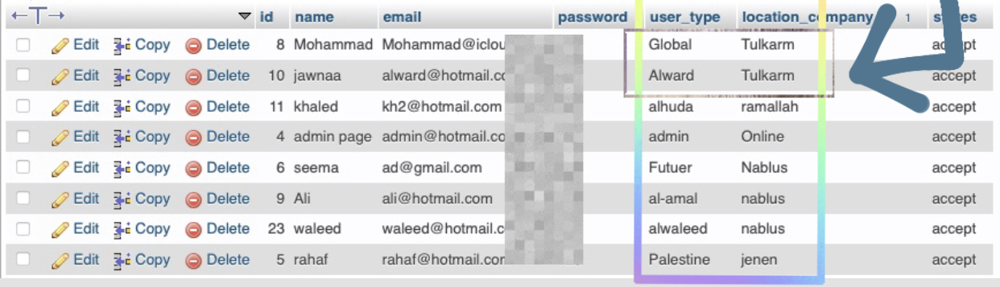 id name email password user_type location_company 1
Edit Copy Delete 8 Mohammad Mohammad@iclou Global Tulkarm accept
Edit Copy Delete 10 jawnaa alward@hotmail.co Alward Tulkarm accept
Edit Copy Delete 11 khaled kh2@hotmail.com alhuda ramallah accept
Edit Copy Delete 4 admin page admin@hotmail.co admin Online accept
Edit Copy Delete 6 seema ad@gmail.com Futuer Nablus accept
Edit Copy Delete 9 Ali ali@hotmail.com al-amal nablus accept
Edit Copy Delete 23 waleed waleed@hotmail.c alwaleed nablus accept
Edit Copy Delete 5 rahaf rahaf@hotmail.cor Palestine jenen accept